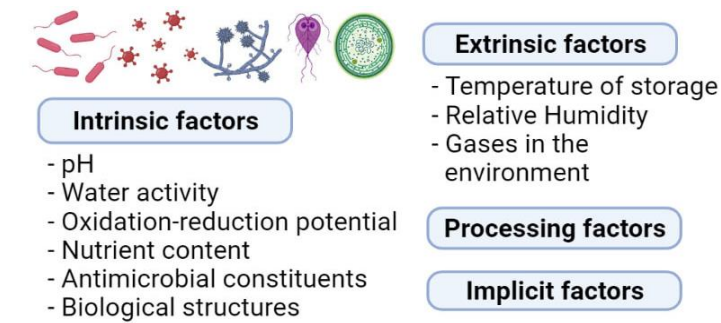 Intrinsic factors
- pH
- Water activity
- Oxidation-reduction potential
- Nutrient content
- Antimicrobial constituents
- Biological structures
Extrinsic factors
- Temperature of storage
- Relative Humidity
- Gases in the
environment
Processing factors
Implicit factors